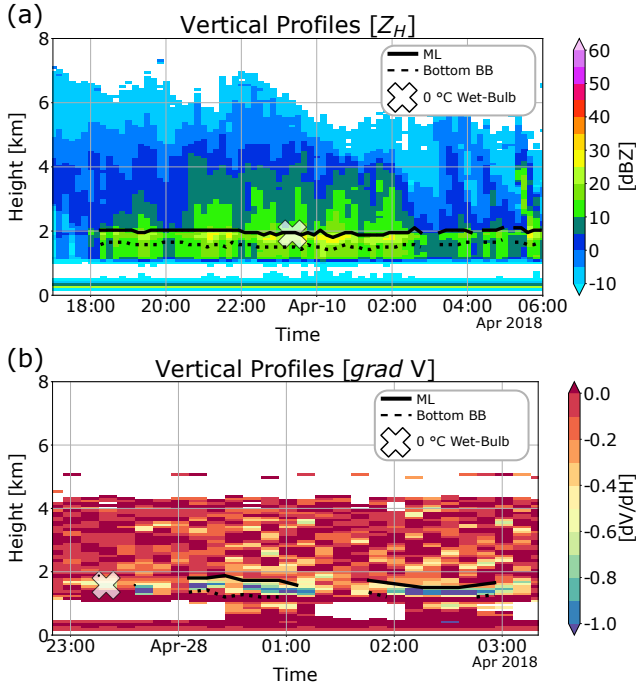 (a)
Vertical Profiles [Z_H]
8
6
4
2
0
Height [km]
ML
Bottom BB
0 °C Wet-Bulb
18:00 20:00 22:00 Apr-10 02:00 04:00 06:00
Time
Apr 2018
60
50
40
30
20
10
0
-10
[dBZ]
(b)
Vertical Profiles [grad V]
8
6
4
2
0
Height [km]
ML
Bottom BB
0 °C Wet-Bulb
23:00 Apr-28 01:00 02:00 03:00
Time
Apr 2018
0.0
-0.2
-0.4
-0.6
-0.8
-1.0
[dV/dH]